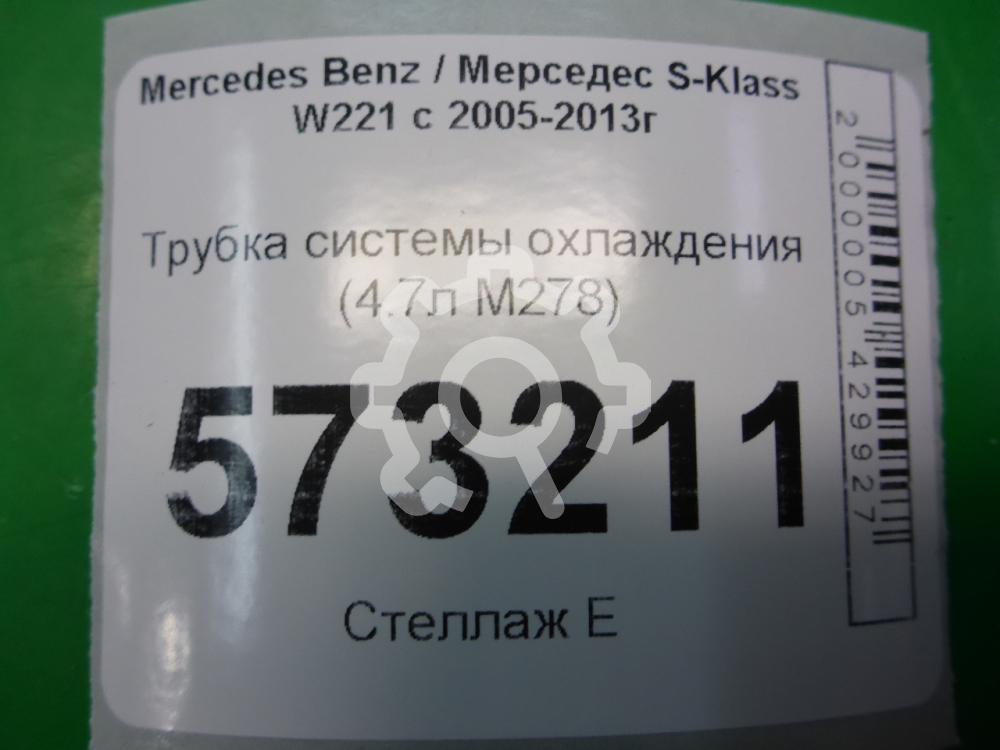 Mercedes Benz / Мерседес S-Klass
W221 с 2005-2013г
Трубка системы охлаждения
(4.7л М278)
573211
Стеллаж Е
2000005429927